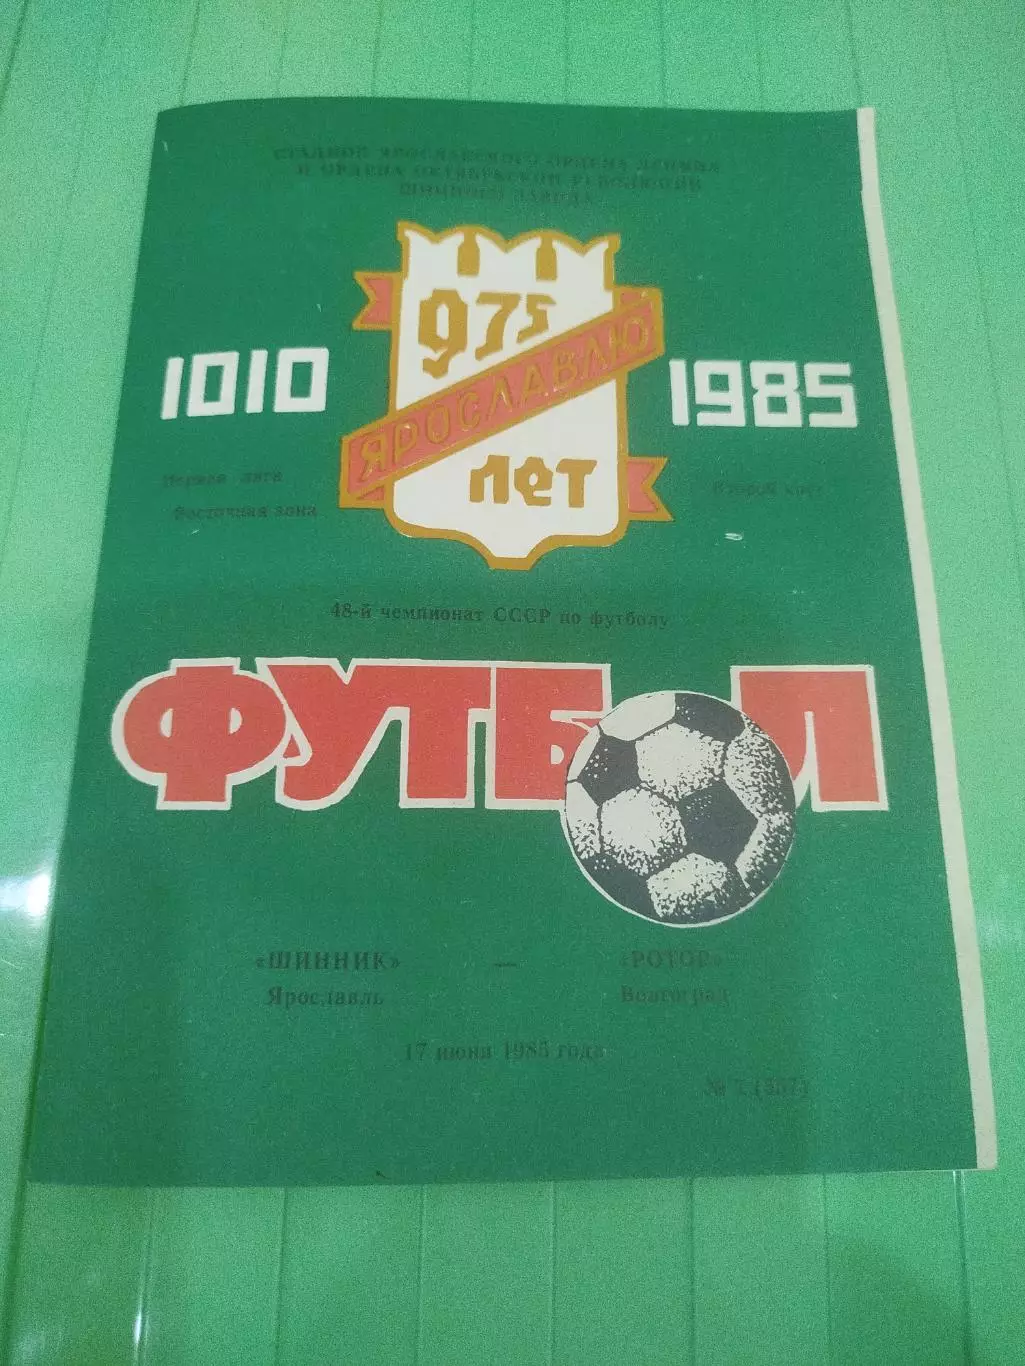 СТАДИОН ЯРОСЛАВСКОГО ОРДЕНА ЛЕНИНА
И ОРДЕНА ОКТЯБРЬСКОЙ РЕВОЛЮЦИИ
ШИННОГО ЗАВОДА
975
ЯРОСЛАВЛЮ
лет
1010
1985
Первая лига
Восточная зона
Второй круг
48-й чемпионат СССР по футболу
ФУТБОЛ
«ШИННИК» — «РОТОР»
Ярославль Волгоград
17 июня 1985 года